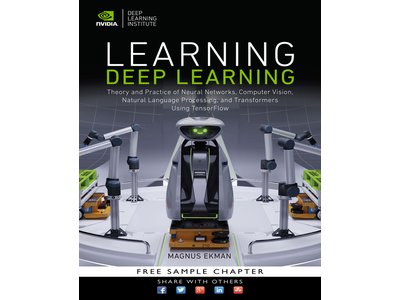 NVIDIA
DEEP
LEARNING
INSTITUTE
LEARNING
DEEP LEARNING
Theory and Practice of Neural Networks, Computer Vision,
Natural Language Processing, and Transformers
Using TensorFlow
MAGNUS EKMAN
FREE SAMPLE CHAPTER
SHARE WITH OTHERS